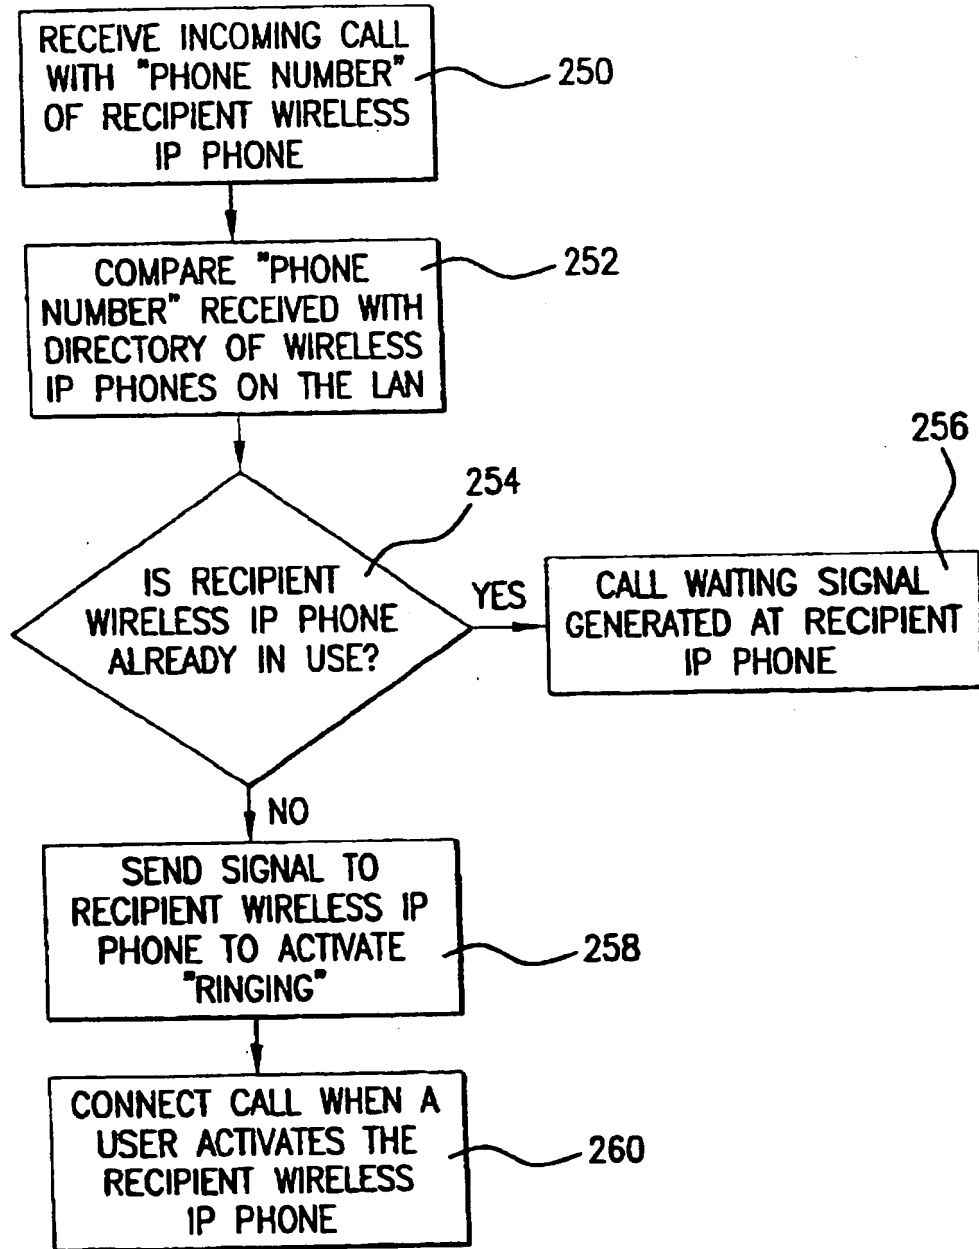 RECEIVE INCOMING CALL
WITH "PHONE NUMBER"
OF RECIPIENT WIRELESS
IP PHONE
250
COMPARE "PHONE
NUMBER" RECEIVED WITH
DIRECTORY OF WIRELESS
IP PHONES ON THE LAN
252
IS RECIPIENT
WIRELESS IP PHONE
ALREADY IN USE?
254
YES
CALL WAITING SIGNAL
GENERATED AT RECIPIENT
IP PHONE
256
NO
SEND SIGNAL TO
RECIPIENT WIRELESS IP
PHONE TO ACTIVATE
"RINGING"
258
CONNECT CALL WHEN A
USER ACTIVATES THE
RECIPIENT WIRELESS
IP PHONE
260